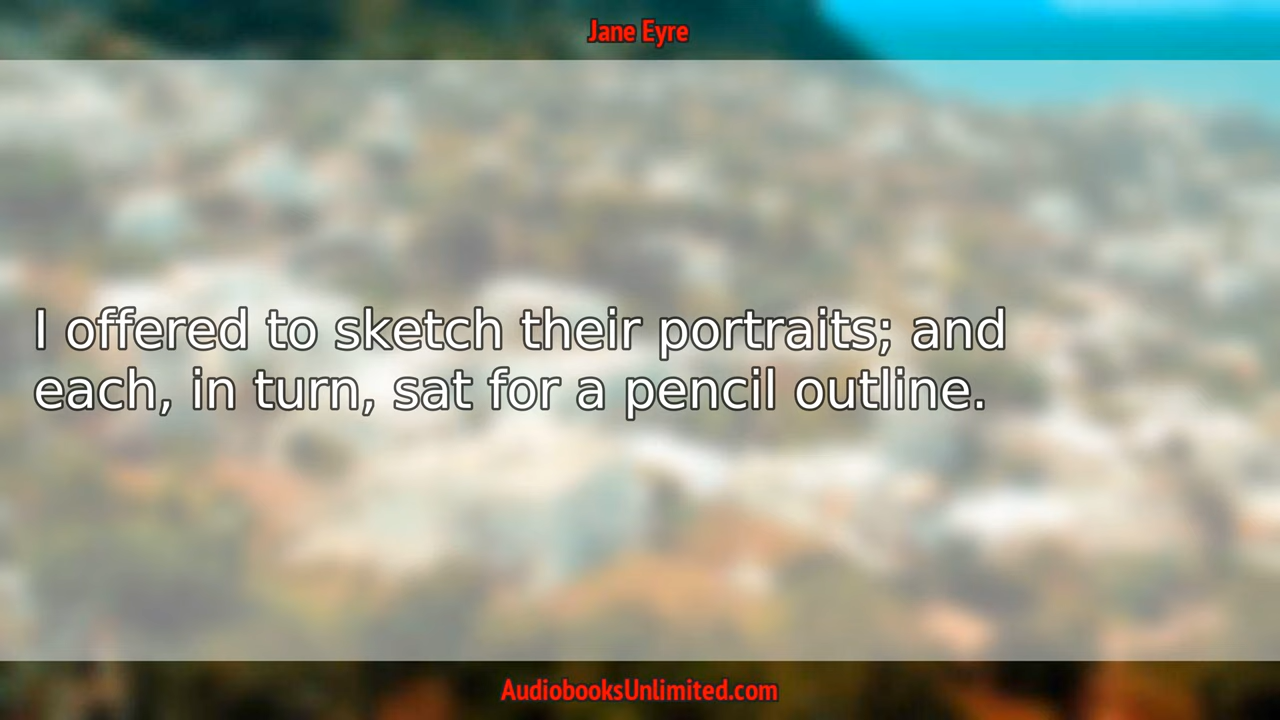 Jane Eyre
I offered to sketch their portraits; and
each, in turn, sat for a pencil outline.
AudiobooksUnlimited.com